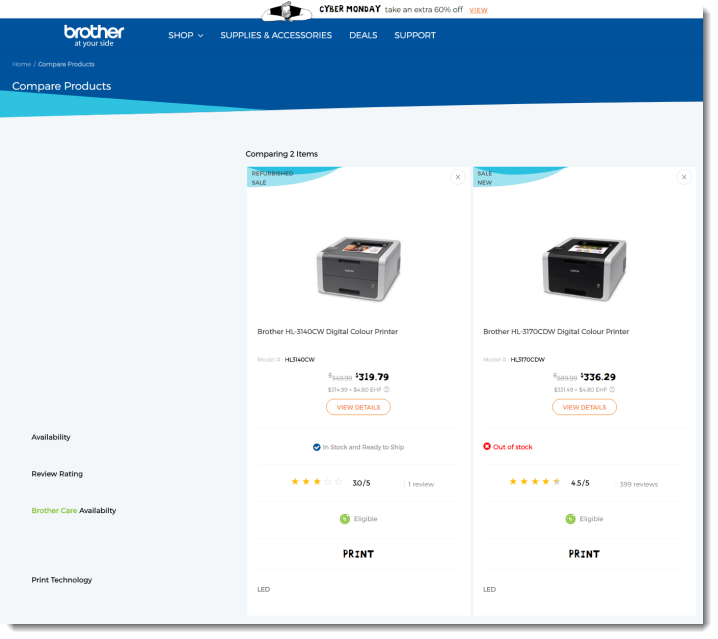 CYBER MONDAY take an extra 60% off VIEW
brother
at your side
SHOP SUPPLIES & ACCESSORIES DEALS SUPPORT
Home / Compare Products
Compare Products
Comparing 2 Items
REFURBISHED
SALE
SALE
NEW
Brother HL-3140CW Digital Colour Printer
Brother HL-3170CDW Digital Colour Printer
Model #: HL3140CW
Model #: HL3170CDW
$349.99 $319.79
$389.99 $336.29
$314.99 + $4.80 EHF
$331.49 + $4.80 EHF
VIEW DETAILS
VIEW DETAILS
Availability
In Stock and Ready to Ship
Out of stock
Review Rating
3.0/5
1 review
4.5/5
399 reviews
Brother Care Availabilty
Eligible
Eligible
PRINT
PRINT
Print Technology
LED
LED